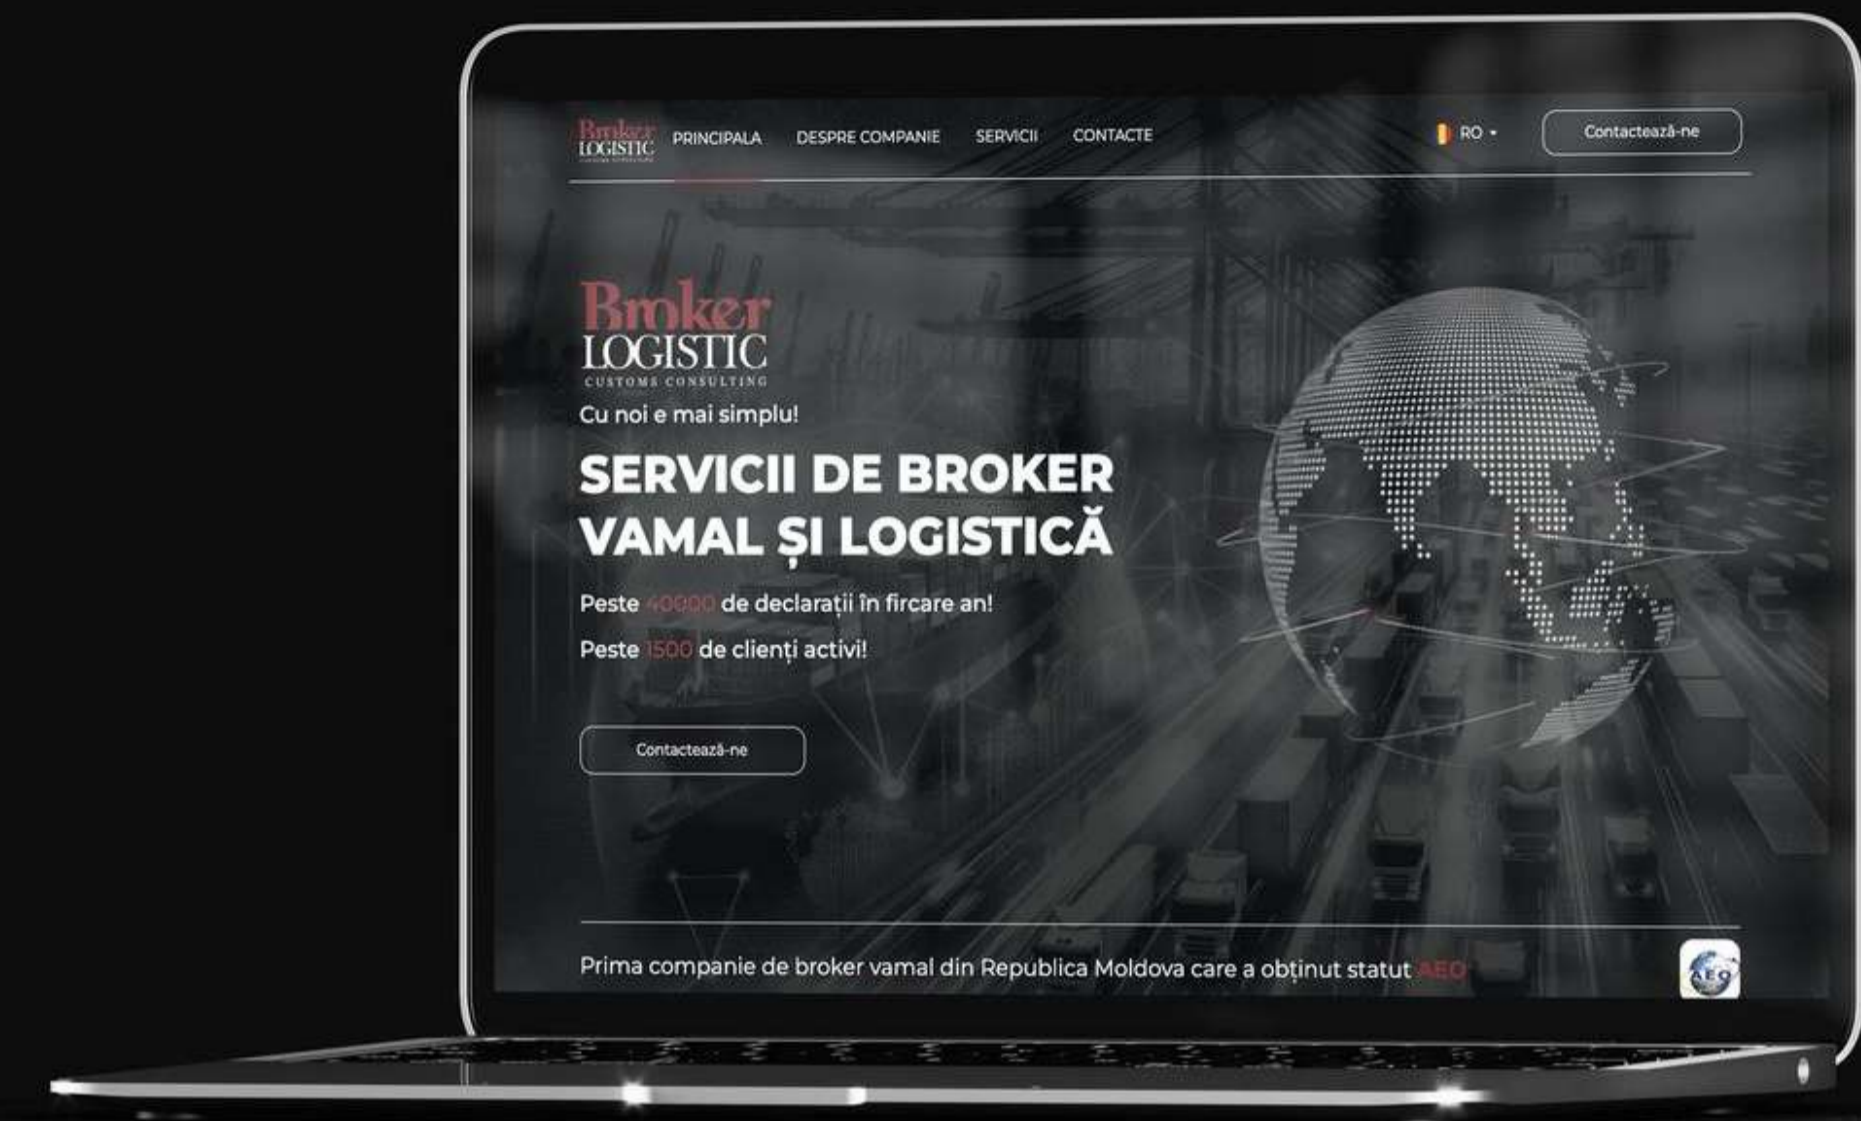 Broker
LOGISTIC
PRINCIPALA
DESPRE COMPANIE
SERVICII
CONTACTE
RO
Contactează-ne
Broker
LOGISTIC
CUSTOMS CONSULTING
Cu noi e mai simplu!
SERVICII DE BROKER
VAMAL ȘI LOGISTICĂ
Peste 40000 de declarații în fircare an!
Peste 1500 de clienți activi!
Contactează-ne
Prima companie de broker vamal din Republica Moldova care a obținut statut AEO
AEO